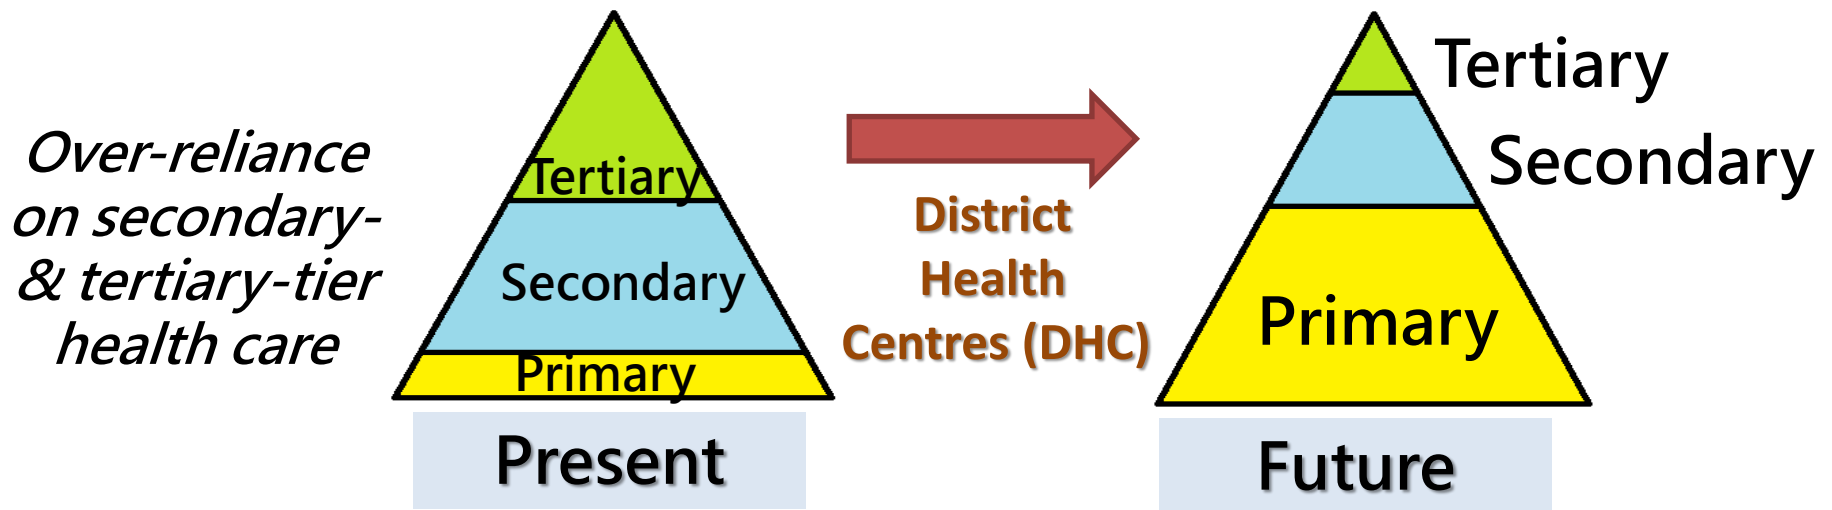 Over-reliance
on secondary-
& tertiary-tier
health care
Tertiary
Secondary
Primary
Present
District
Health
Centres (DHC)
Tertiary
Secondary
Primary
Future